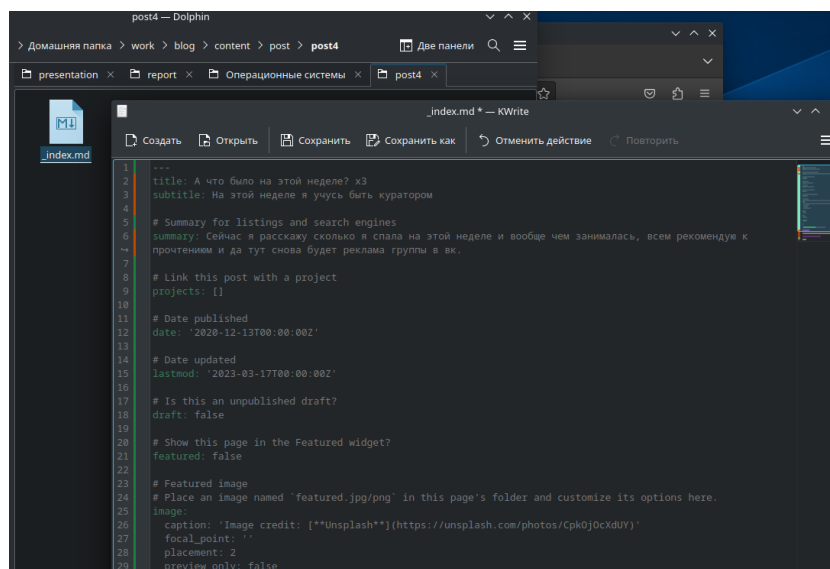 post4 — Dolphin
> Домашняя папка > work > blog > content > post > post4
Две панели
presentation
report
Операционные системы
post4
_index.md
_index.md * — KWrite
Создать
Открыть
Сохранить
Сохранить как
Отменить действие
Повторить
1 ---
2 title: А что было на этой неделе? x3
3 subtitle: На этой неделе я учусь быть куратором
4
5 # Summary for listings and search engines
6 summary: Сейчас я расскажу сколько я спала на этой неделе и вообще чем занималась, всем рекомендую к
прочтением и да тут снова будет реклама группы в вк.
7
8 # Link this post with a project
9 projects: []
10
11 # Date published
12 date: '2020-12-13T00:00:00Z'
13
14 # Date updated
15 lastmod: '2023-03-17T00:00:00Z'
16
17 # Is this an unpublished draft?
18 draft: false
19
20 # Show this page in the Featured widget?
21 featured: false
22
23 # Featured image
24 # Place an image named `featured.jpg/png` in this page's folder and customize its options here.
25 image:
26 caption: 'Image credit: [**Unsplash**](https://unsplash.com/photos/CpkOjOcXdUY)'
27 focal_point: ''
28 placement: 2
29 preview_only: false